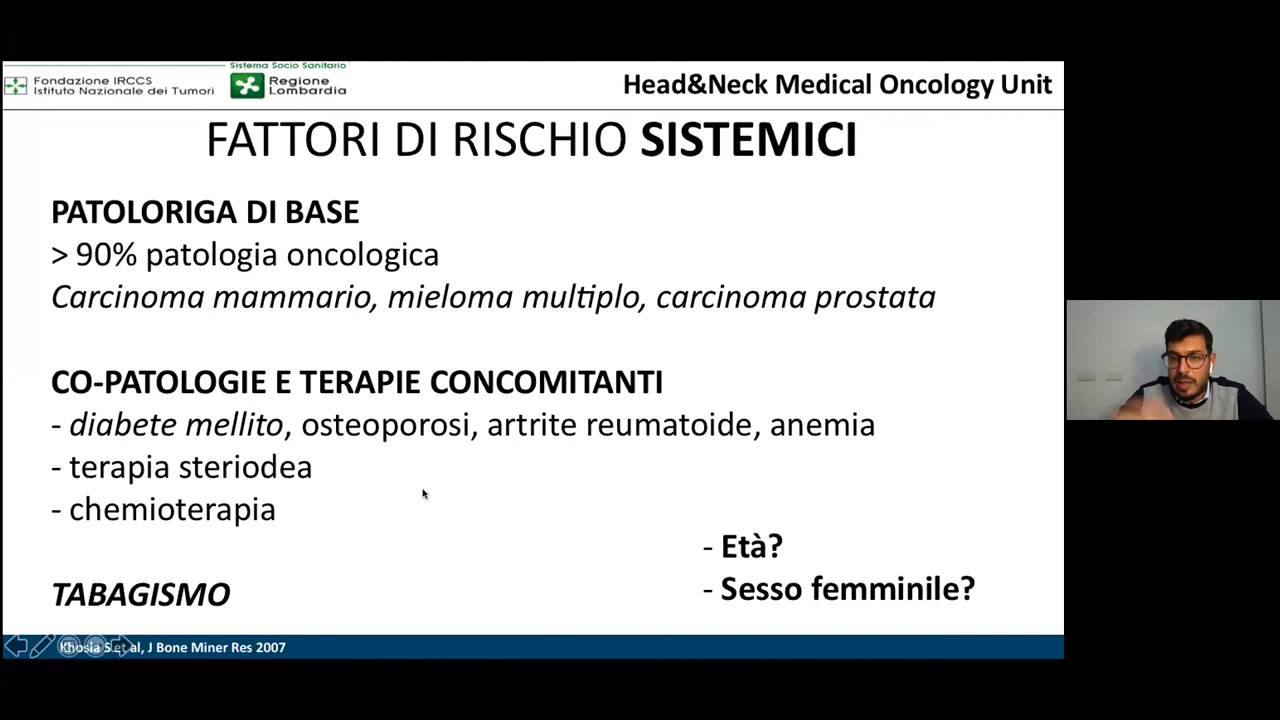 Fondazione IRCCS
Istituto Nazionale dei Tumori
Sistema Socio Sanitario
Regione
Lombardia
Head&Neck Medical Oncology Unit
FATTORI DI RISCHIO SISTEMICI
PATOLORIGA DI BASE
> 90% patologia oncologica
Carcinoma mammario, mieloma multiplo, carcinoma prostata
CO-PATOLOGIE E TERAPIE CONCOMITANTI
- diabete mellito, osteoporosi, artrite reumatoide, anemia
- terapia steriodea
- chemioterapia
- Età?
- Sesso femminile?
TABAGISMO
Khosla S et al, J Bone Miner Res 2007